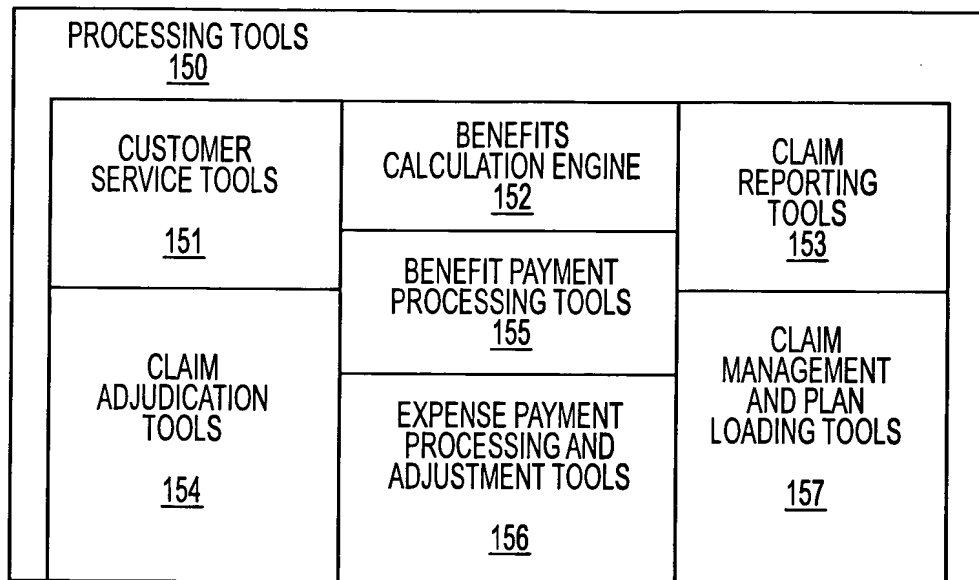 PROCESSING TOOLS
150
CUSTOMER
SERVICE TOOLS
151
BENEFITS
CALCULATION ENGINE
152
CLAIM
REPORTING
TOOLS
153
BENEFIT PAYMENT
PROCESSING TOOLS
155
CLAIM
ADJUDICATION
TOOLS
154
EXPENSE PAYMENT
PROCESSING AND
ADJUSTMENT TOOLS
156
CLAIM
MANAGEMENT
AND PLAN
LOADING TOOLS
157